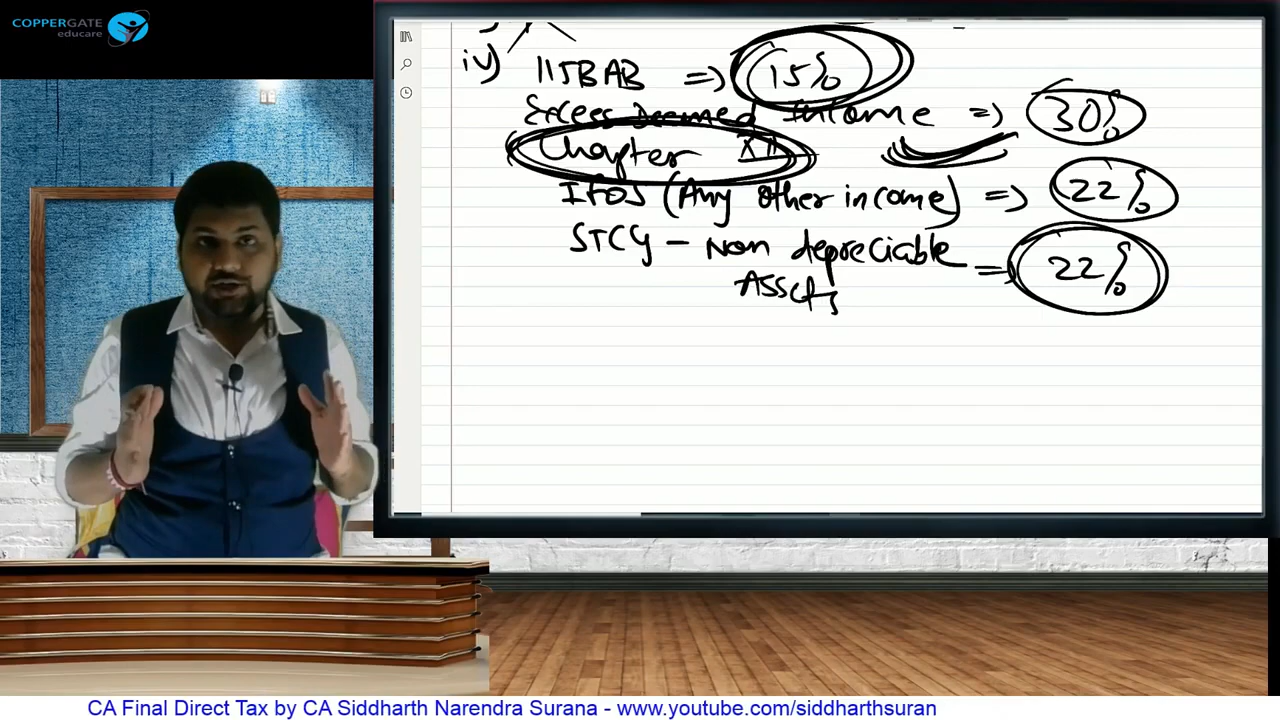 COPPERGATE
educare
iv) 115BAB => 15%
Excess Deemed Income => 30%
Chapter XII
IFOS (Any other income) => 22%
STCG - Non depreciable
Assets => 22%
CA Final Direct Tax by CA Siddharth Narendra Surana - www.youtube.com/siddharthsuran